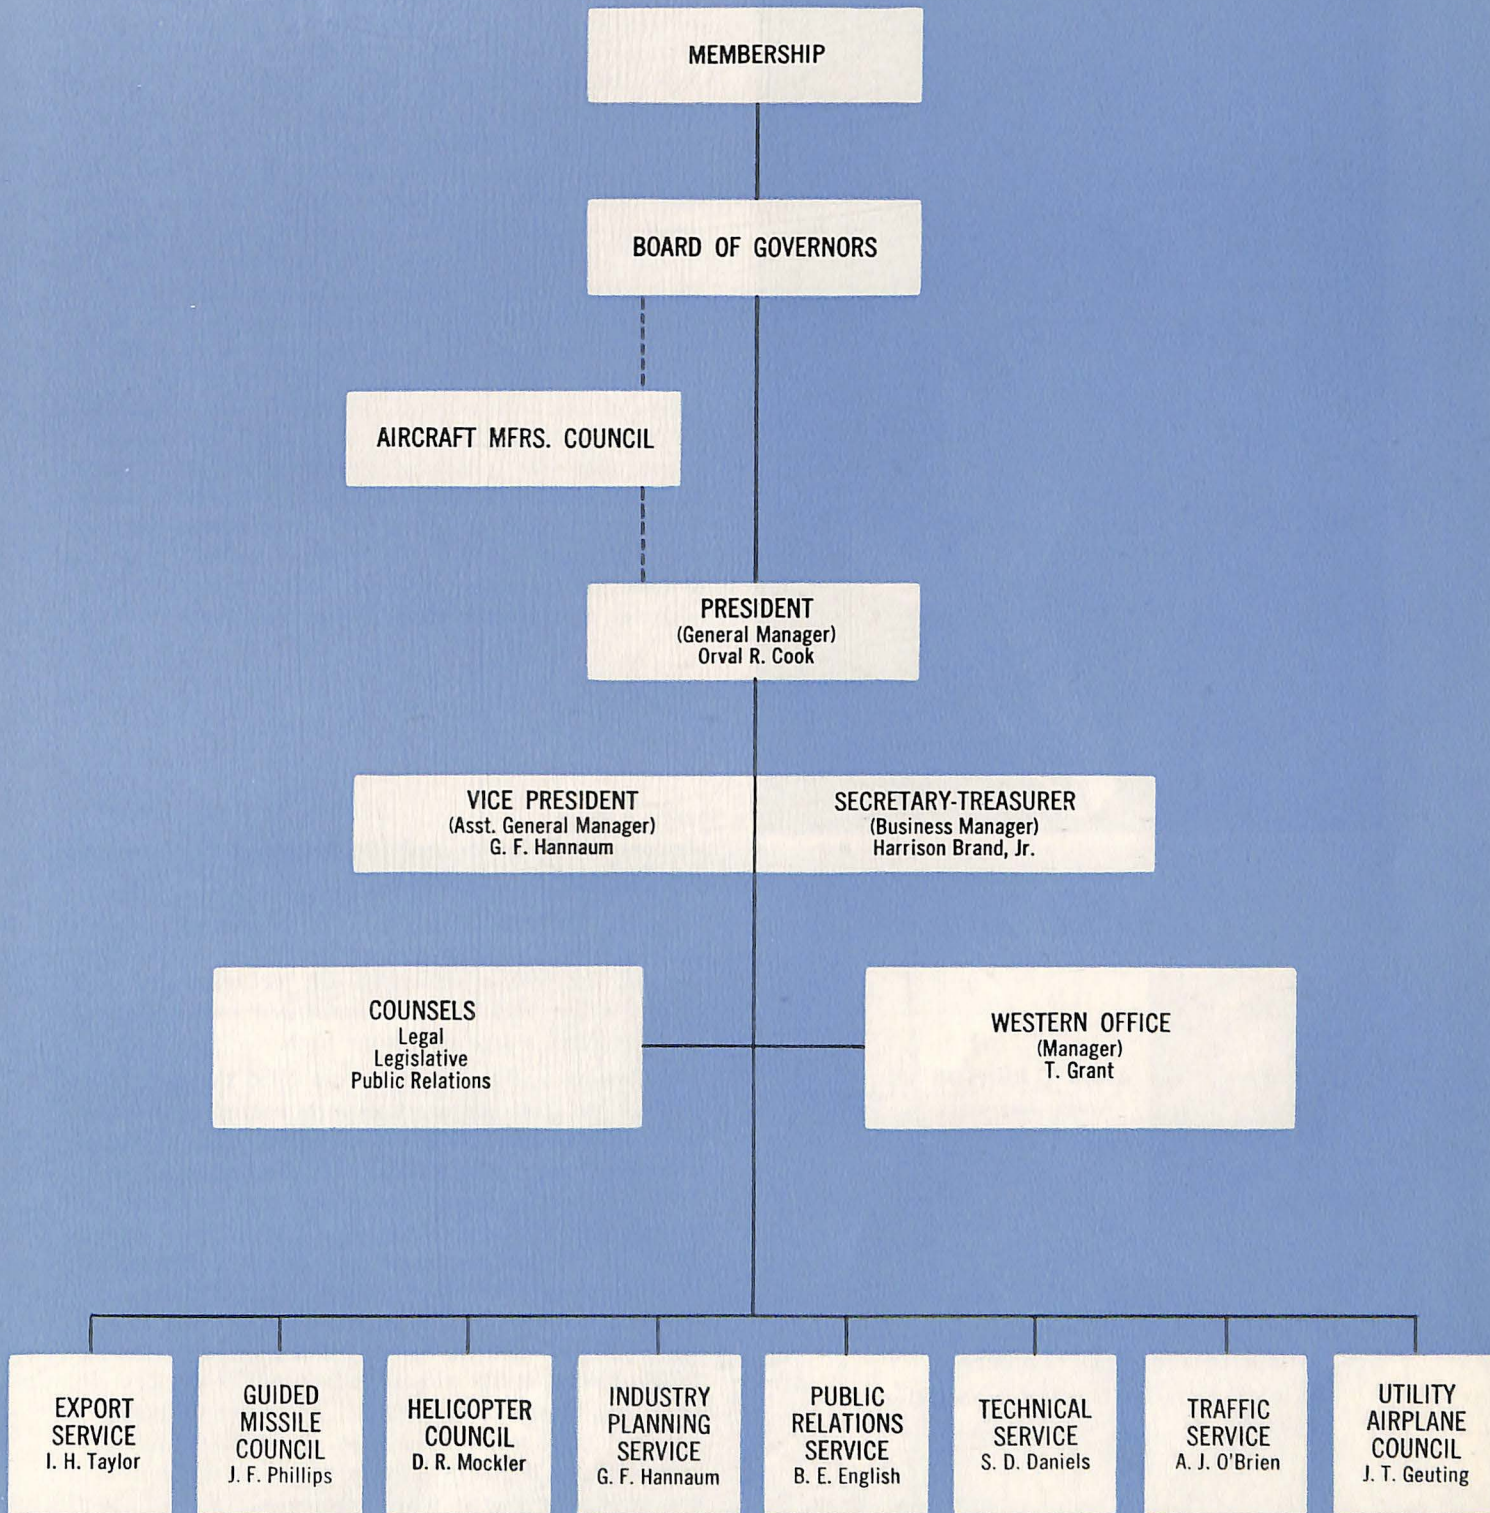 MEMBERSHIP
BOARD OF GOVERNORS
AIRCRAFT MFRS. COUNCIL
PRESIDENT
(General Manager)
Orval R. Cook
VICE PRESIDENT
(Asst. General Manager)
G. F. Hannaum
SECRETARY-TREASURER
(Business Manager)
Harrison Brand, Jr.
COUNSELS
Legal
Legislative
Public Relations
WESTERN OFFICE
(Manager)
T. Grant
EXPORT
SERVICE
I. H. Taylor
GUIDED
MISSILE
COUNCIL
J. F. Phillips
HELICOPTER
COUNCIL
D. R. Mockler
INDUSTRY
PLANNING
SERVICE
G. F. Hannaum
PUBLIC
RELATIONS
SERVICE
B. E. English
TECHNICAL
SERVICE
S. D. Daniels
TRAFFIC
SERVICE
A. J. O'Brien
UTILITY
AIRPLANE
COUNCIL
J. T. Geuting